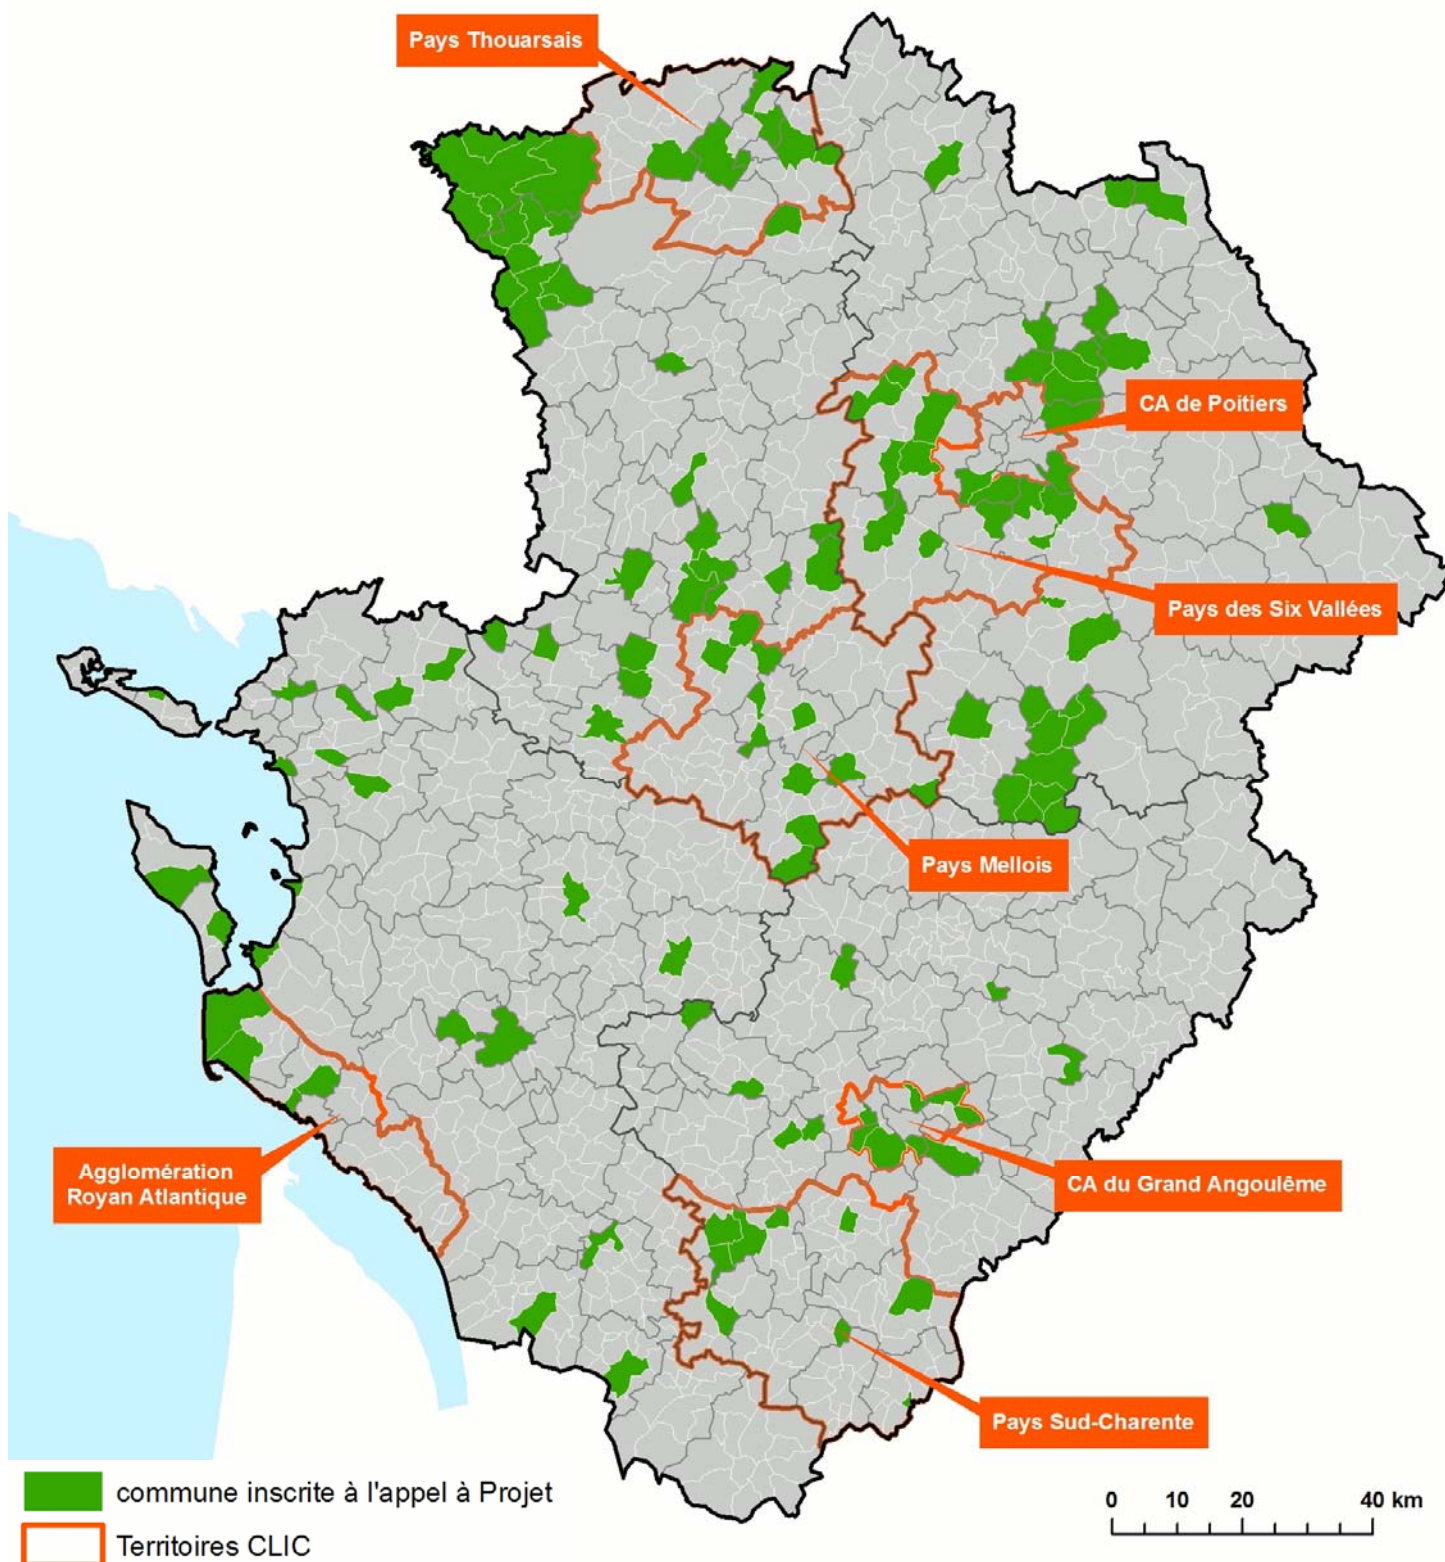 Pays Thouarsais
CA de Poitiers
Pays des Six Vallées
Pays Mellois
Agglomération
Royan Atlantique
CA du Grand Angoulême
Pays Sud-Charente
commune inscrite à l'appel à Projet
Territoires CLIC
0 10 20 40 km